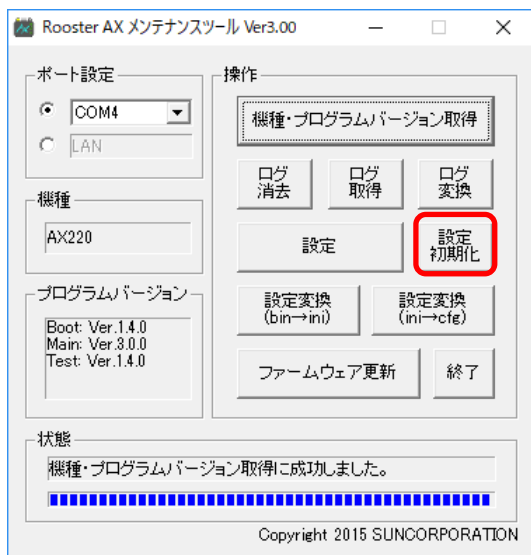 Rooster AX メンテナンスツール Ver3.00
ポート設定
COM4
LAN
機種
AX220
プログラムバージョン
Boot: Ver.1.4.0
Main: Ver.3.0.0
Test: Ver.1.4.0
操作
機種・プログラムバージョン取得
ログ
消去
ログ
取得
ログ
変換
設定
設定
初期化
設定変換
(bin→ini)
設定変換
(ini→cfg)
ファームウェア更新
終了
状態
機種・プログラムバージョン取得に成功しました。
Copyright 2015 SUNCORPORATION